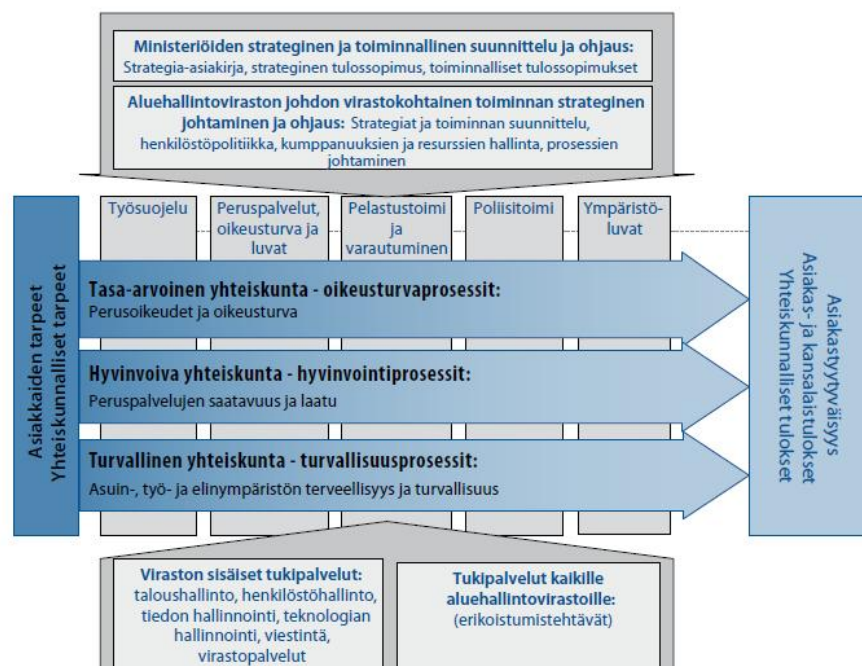 Ministeriöiden strateginen ja toiminnallinen suunnittelu ja ohjaus:
Strategia-asiakirja, strateginen tulossopimus, toiminnalliset tulossopimukset
Aluehallintoviraston johdon virastokohtainen toiminnan strateginen
johtaminen ja ohjaus: Strategiat ja toiminnan suunnittelu,
henkilöstöpolitiikka, kumppanuuksien ja resurssien hallinta, prosessien
johtaminen
Työsuojelu
Peruspalvelut,
oikeusturva ja
luvat
Pelastustoimi
ja
varautuminen
Poliisitoimi
Ympäristö-
luvat
Asiakkaiden tarpeet
Yhteiskunnalliset tarpeet
Tasa-arvoinen yhteiskunta - oikeusturvaprosessit:
Perusoikeudet ja oikeusturva
Hyvinvoiva yhteiskunta - hyvinvointiprosessit:
Peruspalvelujen saatavuus ja laatu
Turvallinen yhteiskunta - turvallisuusprosessit:
Asuin-, työ- ja elinympäristön terveellisyys ja turvallisuus
Asiakastyytyväisyys
Asiakas- ja kansalaistulokset
Yhteiskunnalliset tulokset
Viraston sisäiset tukipalvelut:
taloushallinto, henkilöstöhallinto,
tiedon hallinnointi, teknologian
hallinnointi, viestintä,
virastopalvelut
Tukipalvelut kaikille
aluehallintovirastoille:
(erikoistumistehtävät)